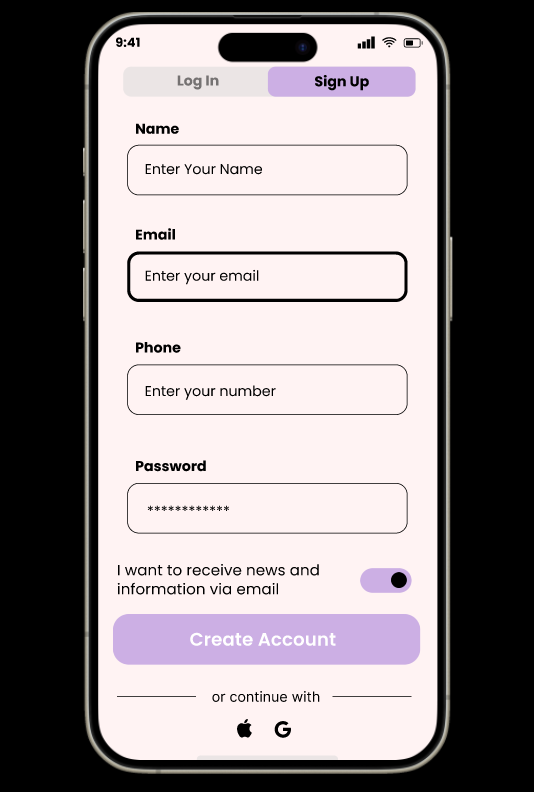 9:41
Log In
Sign Up
Name
Enter Your Name
Email
Enter your email
Phone
Enter your number
Password
************
I want to receive news and
information via email
Create Account
or continue with